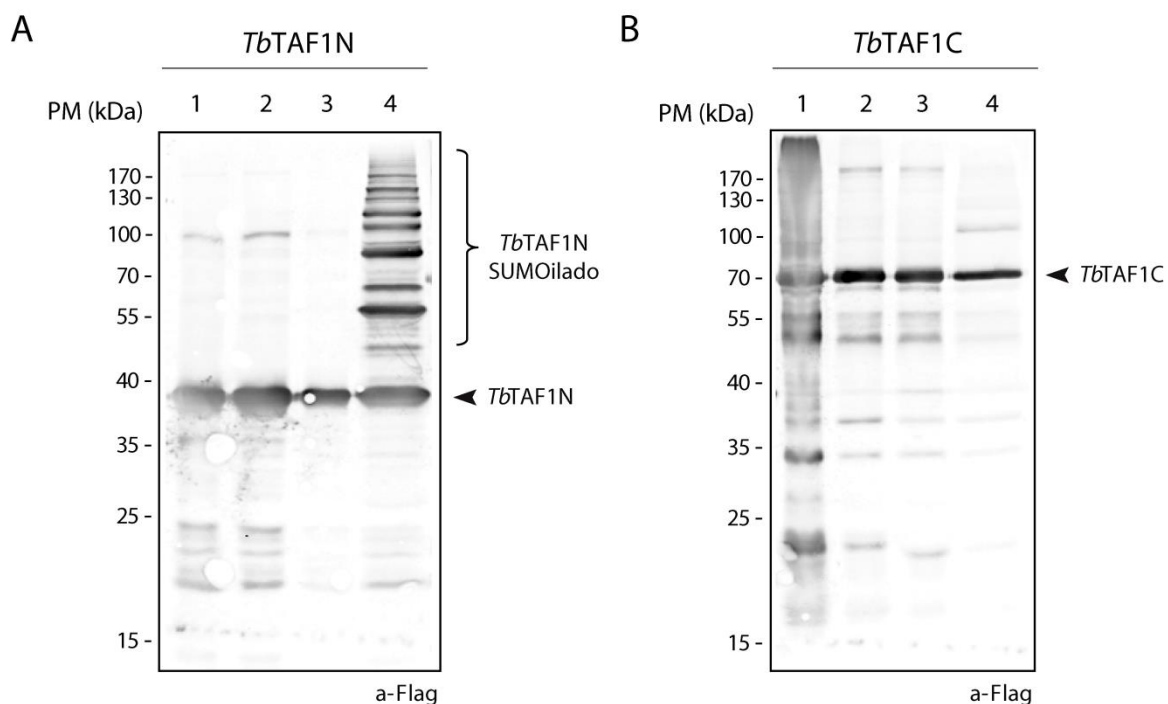 A
TbTAF1N
PM (kDa)
1 2 3 4
170 -
130 -
100 -
70 -
55 -
40 -
35 -
25 -
15 -
TbTAF1N
SUMOilado
TbTAF1N
a-Flag
B
TbTAF1C
PM (kDa)
1 2 3 4
170 -
130 -
100 -
70 -
55 -
40 -
35 -
25 -
15 -
TbTAF1C
a-Flag